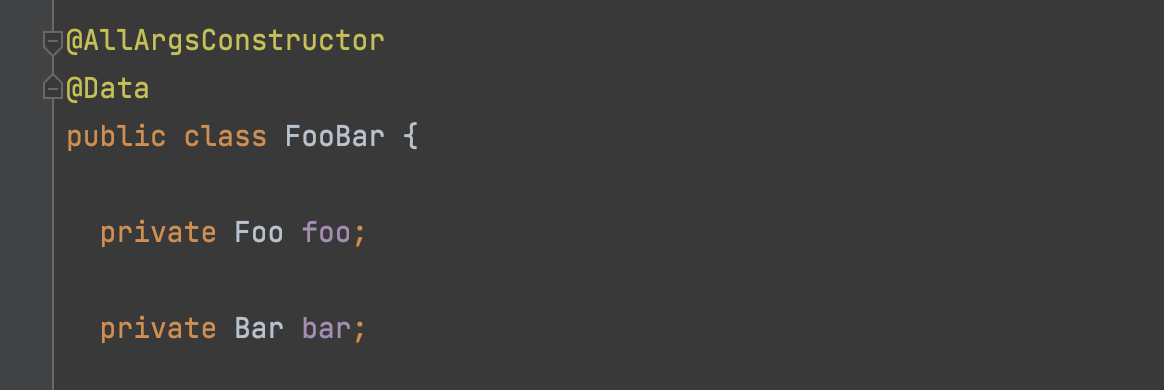 @AllArgsConstructor
@Data
public class FooBar {
private Foo foo;
private Bar bar;